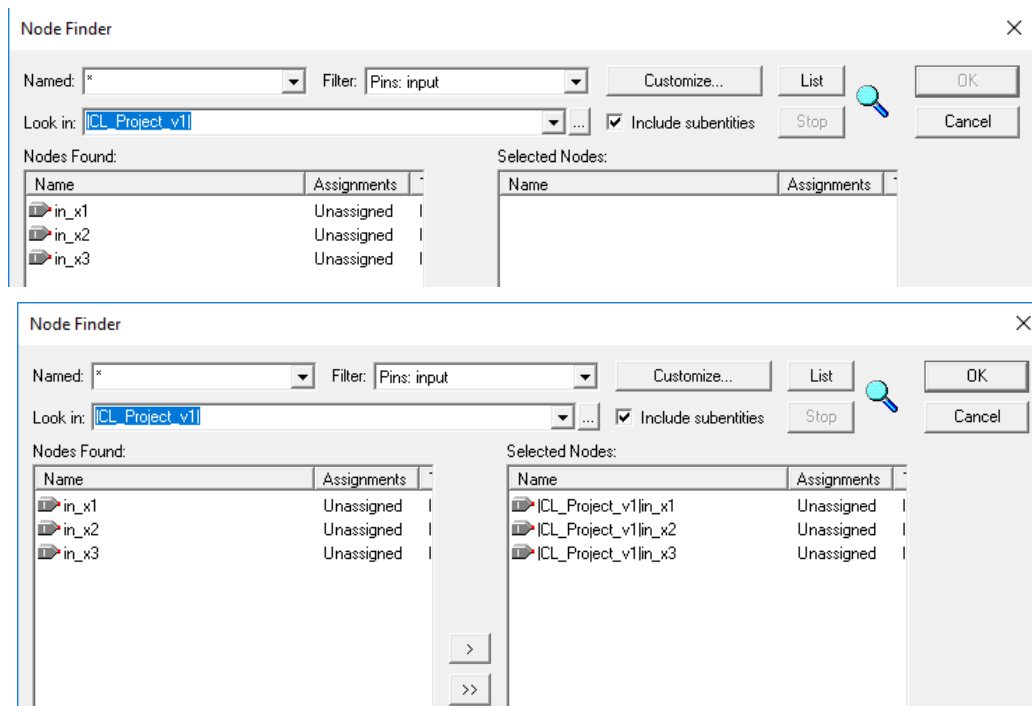 Node Finder
Named: * Filter: Pins: input Customize... List OK
Look in: |CL_Project_v1| ... Include subentities Stop Cancel
Nodes Found: Selected Nodes:
Name Assignments Name Assignments
in_x1 Unassigned
in_x2 Unassigned
in_x3 Unassigned
Node Finder
Named: * Filter: Pins: input Customize... List OK
Look in: |CL_Project_v1| ... Include subentities Stop Cancel
Nodes Found: Selected Nodes:
Name Assignments Name Assignments
in_x1 Unassigned |CL_Project_v1|in_x1 Unassigned
in_x2 Unassigned |CL_Project_v1|in_x2 Unassigned
in_x3 Unassigned |CL_Project_v1|in_x3 Unassigned
>
>>